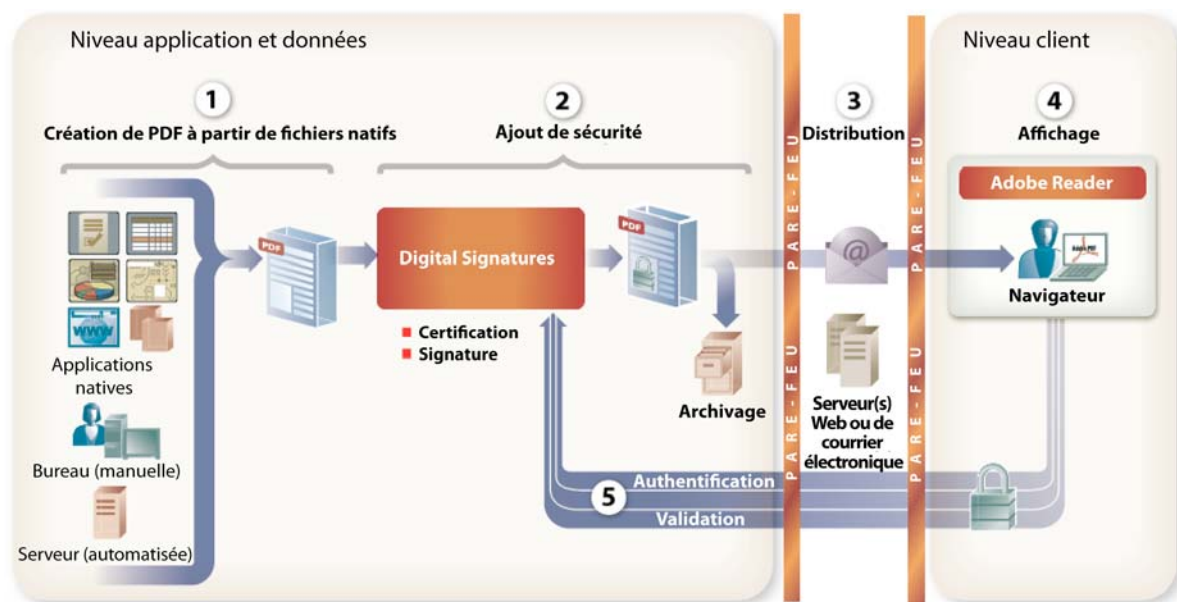 Niveau application et données
Niveau client
1
2
3
4
Création de PDF à partir de fichiers natifs
Ajout de sécurité
Distribution
Affichage
PARE-FEU
PARE-FEU
Adobe Reader
PDF
Digital Signatures
PDF
@
Navigateur
www
Certification
Signature
Applications
natives
Archivage
PARE-FEU
PARE-FEU
Serveur(s)
Web ou de
courrier
électronique
Bureau (manuelle)
Authentification
5
Validation
Serveur (automatisée)